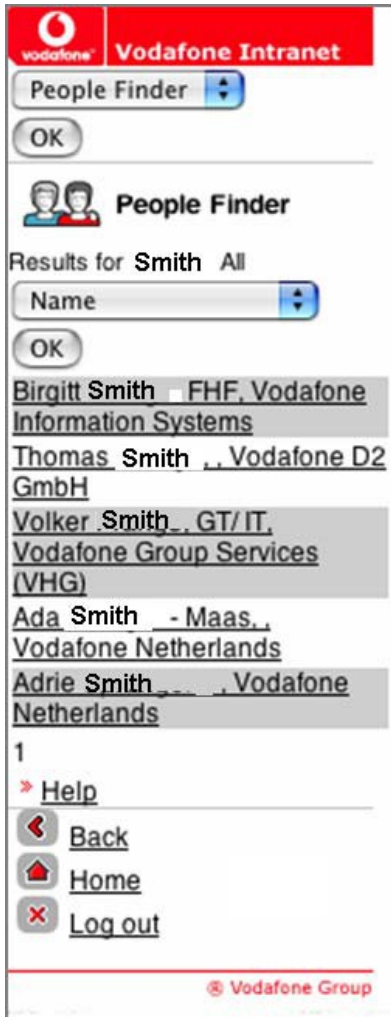 vodafone™ Vodafone Intranet
People Finder
OK
People Finder
Results for Smith All
Name
OK
Birgitt Smith FHF, Vodafone
Information Systems
Thomas Smith , , Vodafone D2
GmbH
Volker Smith , GT/ IT,
Vodafone Group Services
(VHG)
Ada Smith - Maas, ,
Vodafone Netherlands
Adrie Smith , Vodafone
Netherlands
1
» Help
Back
Home
Log out
® Vodafone Group